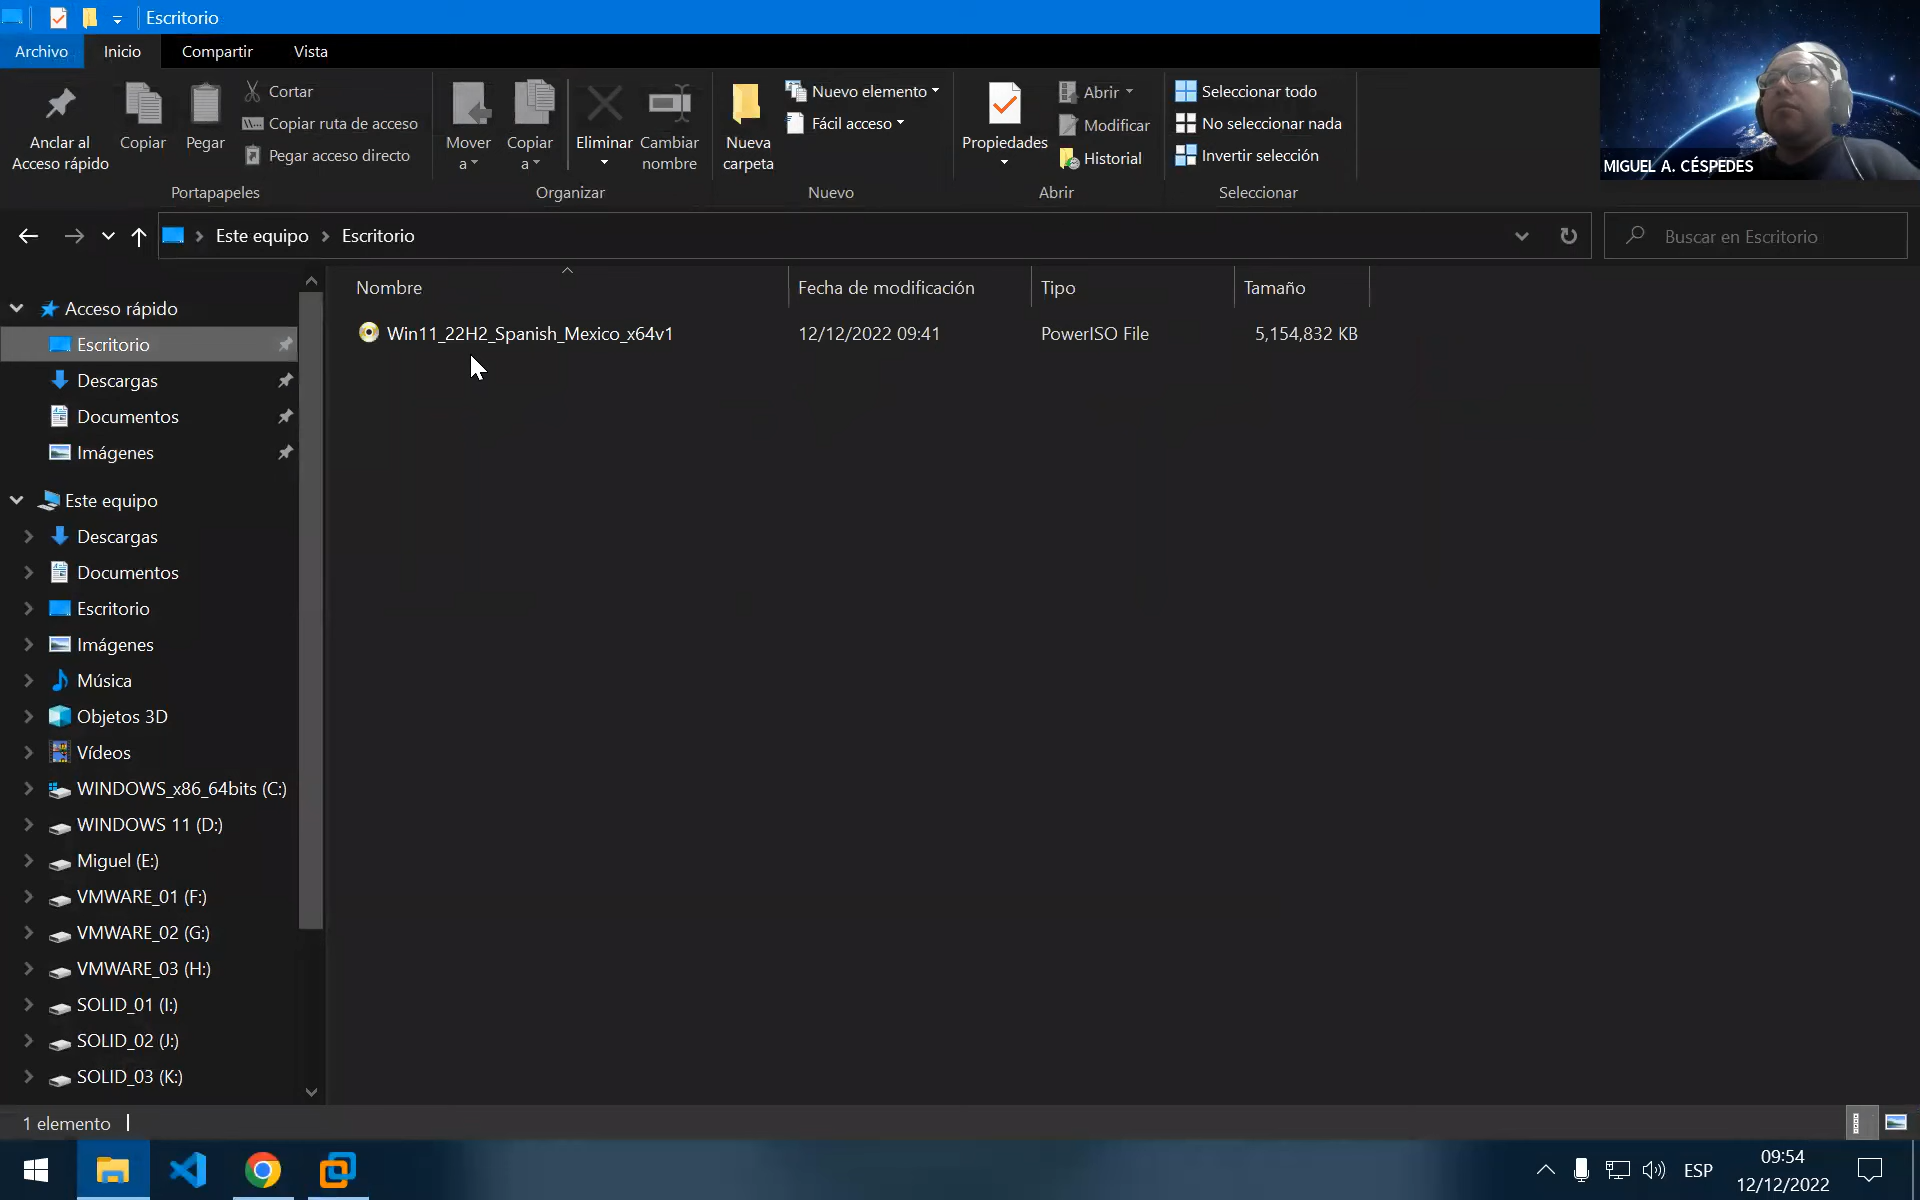 Escritorio
Archivo Inicio Compartir Vista
Anclar al Acceso rápido
Copiar
Pegar
Cortar
Copiar ruta de acceso
Pegar acceso directo
Portapapeles
Mover a
Copiar a
Eliminar
Cambiar nombre
Organizar
Nueva carpeta
Nuevo elemento
Fácil acceso
Nuevo
Propiedades
Abrir
Modificar
Historial
Abrir
Seleccionar todo
No seleccionar nada
Invertir selección
Seleccionar
MIGUEL A. CÉSPEDES
Este equipo › Escritorio
Buscar en Escritorio
Nombre Fecha de modificación Tipo Tamaño
Win11_22H2_Spanish_Mexico_x64v1 12/12/2022 09:41 PowerISO File 5,154,832 KB
Acceso rápido
Escritorio
Descargas
Documentos
Imágenes
Este equipo
Descargas
Documentos
Escritorio
Imágenes
Música
Objetos 3D
Vídeos
WINDOWS_x86_64bits (C:)
WINDOWS 11 (D:)
Miguel (E:)
VMWARE_01 (F:)
VMWARE_02 (G:)
VMWARE_03 (H:)
SOLID_01 (I:)
SOLID_02 (J:)
SOLID_03 (K:)
1 elemento
ESP
09:54
12/12/2022